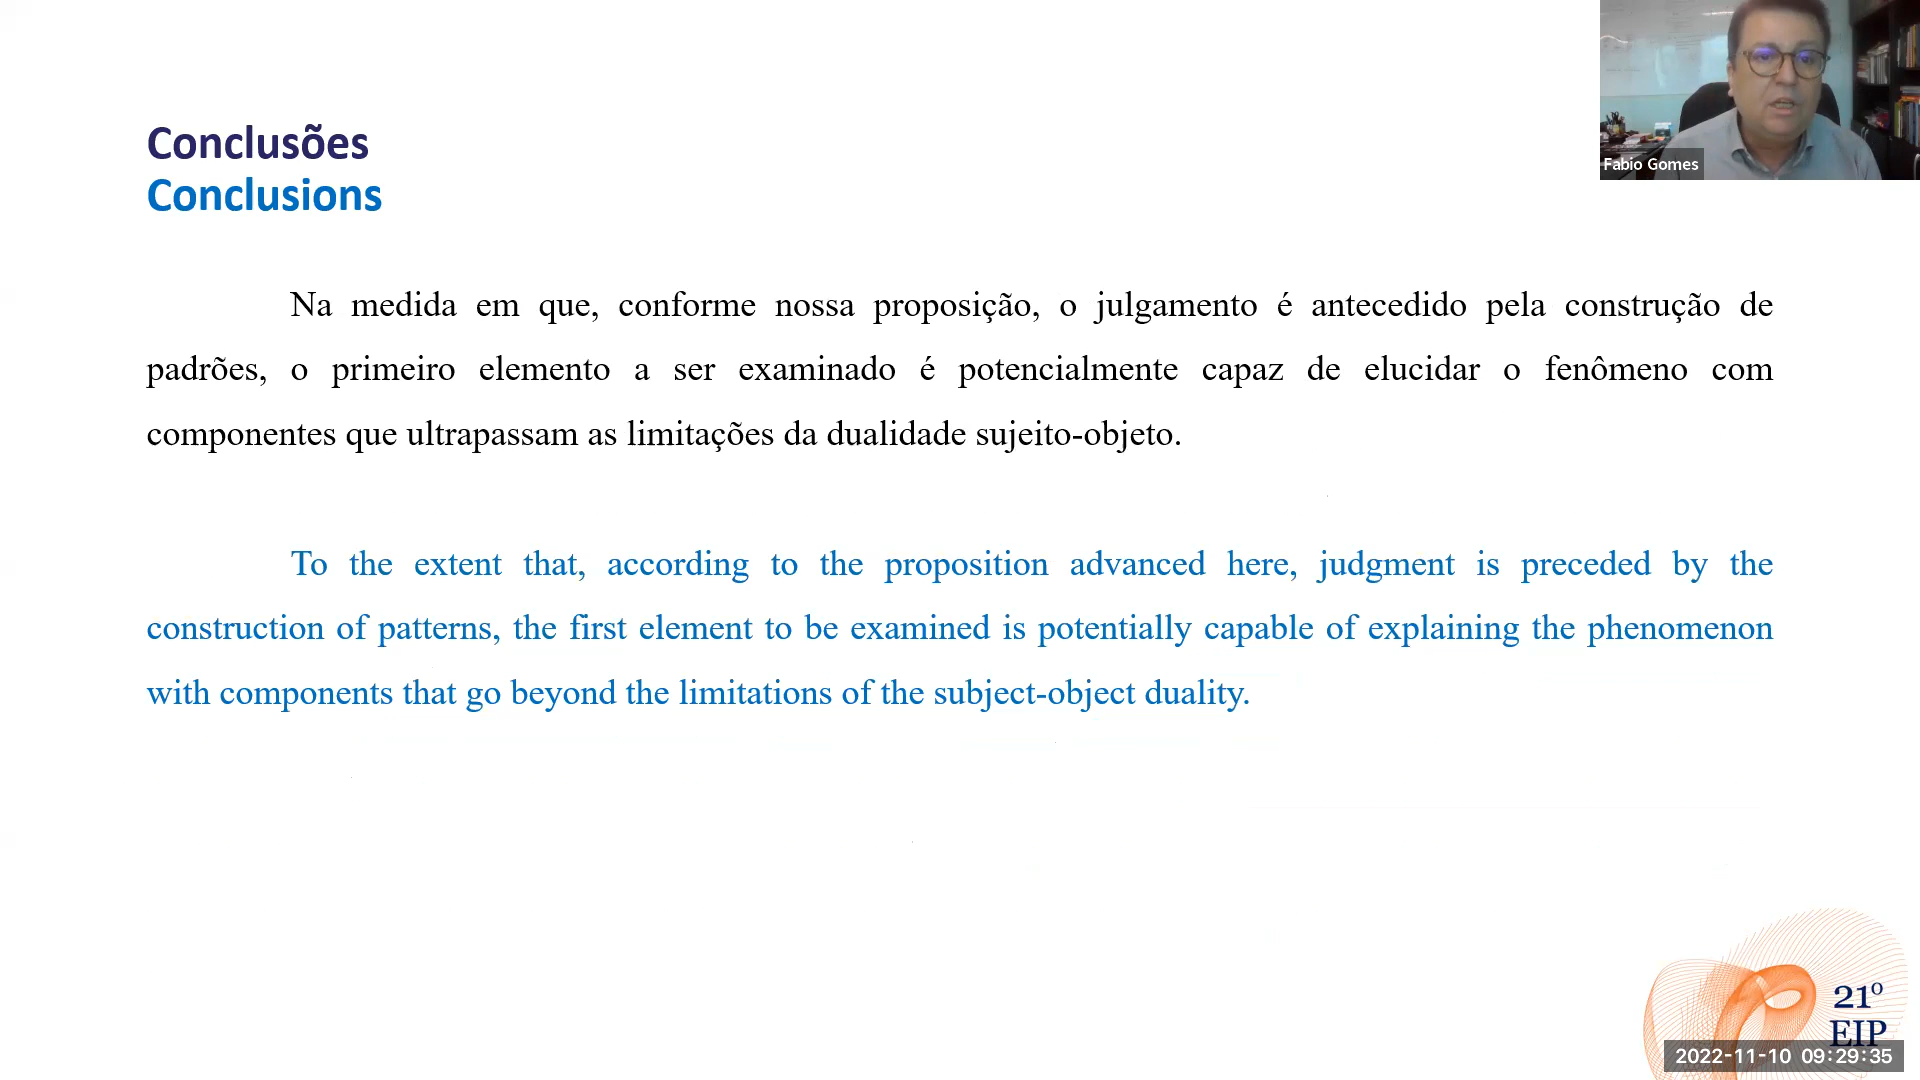 Conclusões
Conclusions
Fabio Gomes
Na medida em que, conforme nossa proposição, o julgamento é antecedido pela construção de
padrões, o primeiro elemento a ser examinado é potencialmente capaz de elucidar o fenômeno com
componentes que ultrapassam as limitações da dualidade sujeito-objeto.
To the extent that, according to the proposition advanced here, judgment is preceded by the
construction of patterns, the first element to be examined is potentially capable of explaining the phenomenon
with components that go beyond the limitations of the subject-object duality.
21º
EIP
2022-11-10 09:29:35